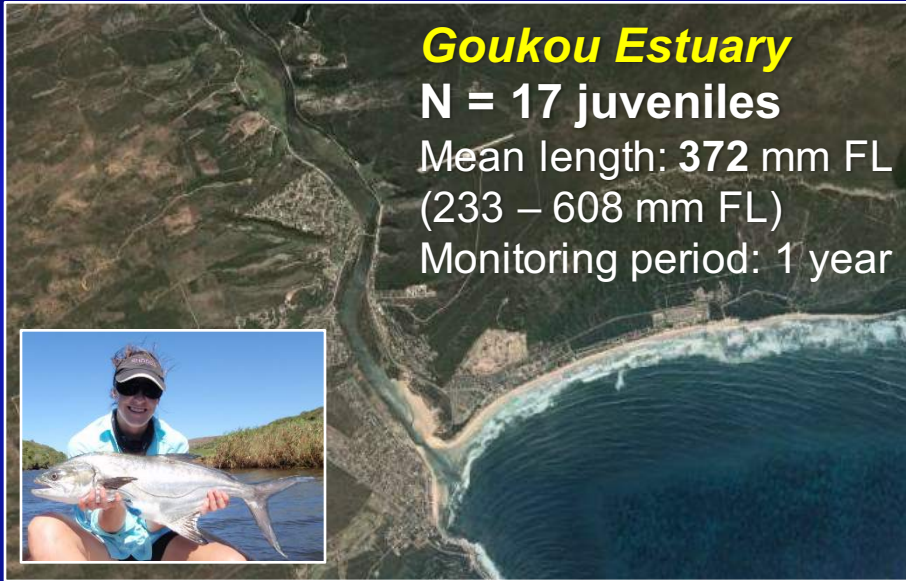 Goukou Estuary
N = 17 juveniles
Mean length: 372 mm FL
(233 – 608 mm FL)
Monitoring period: 1 year